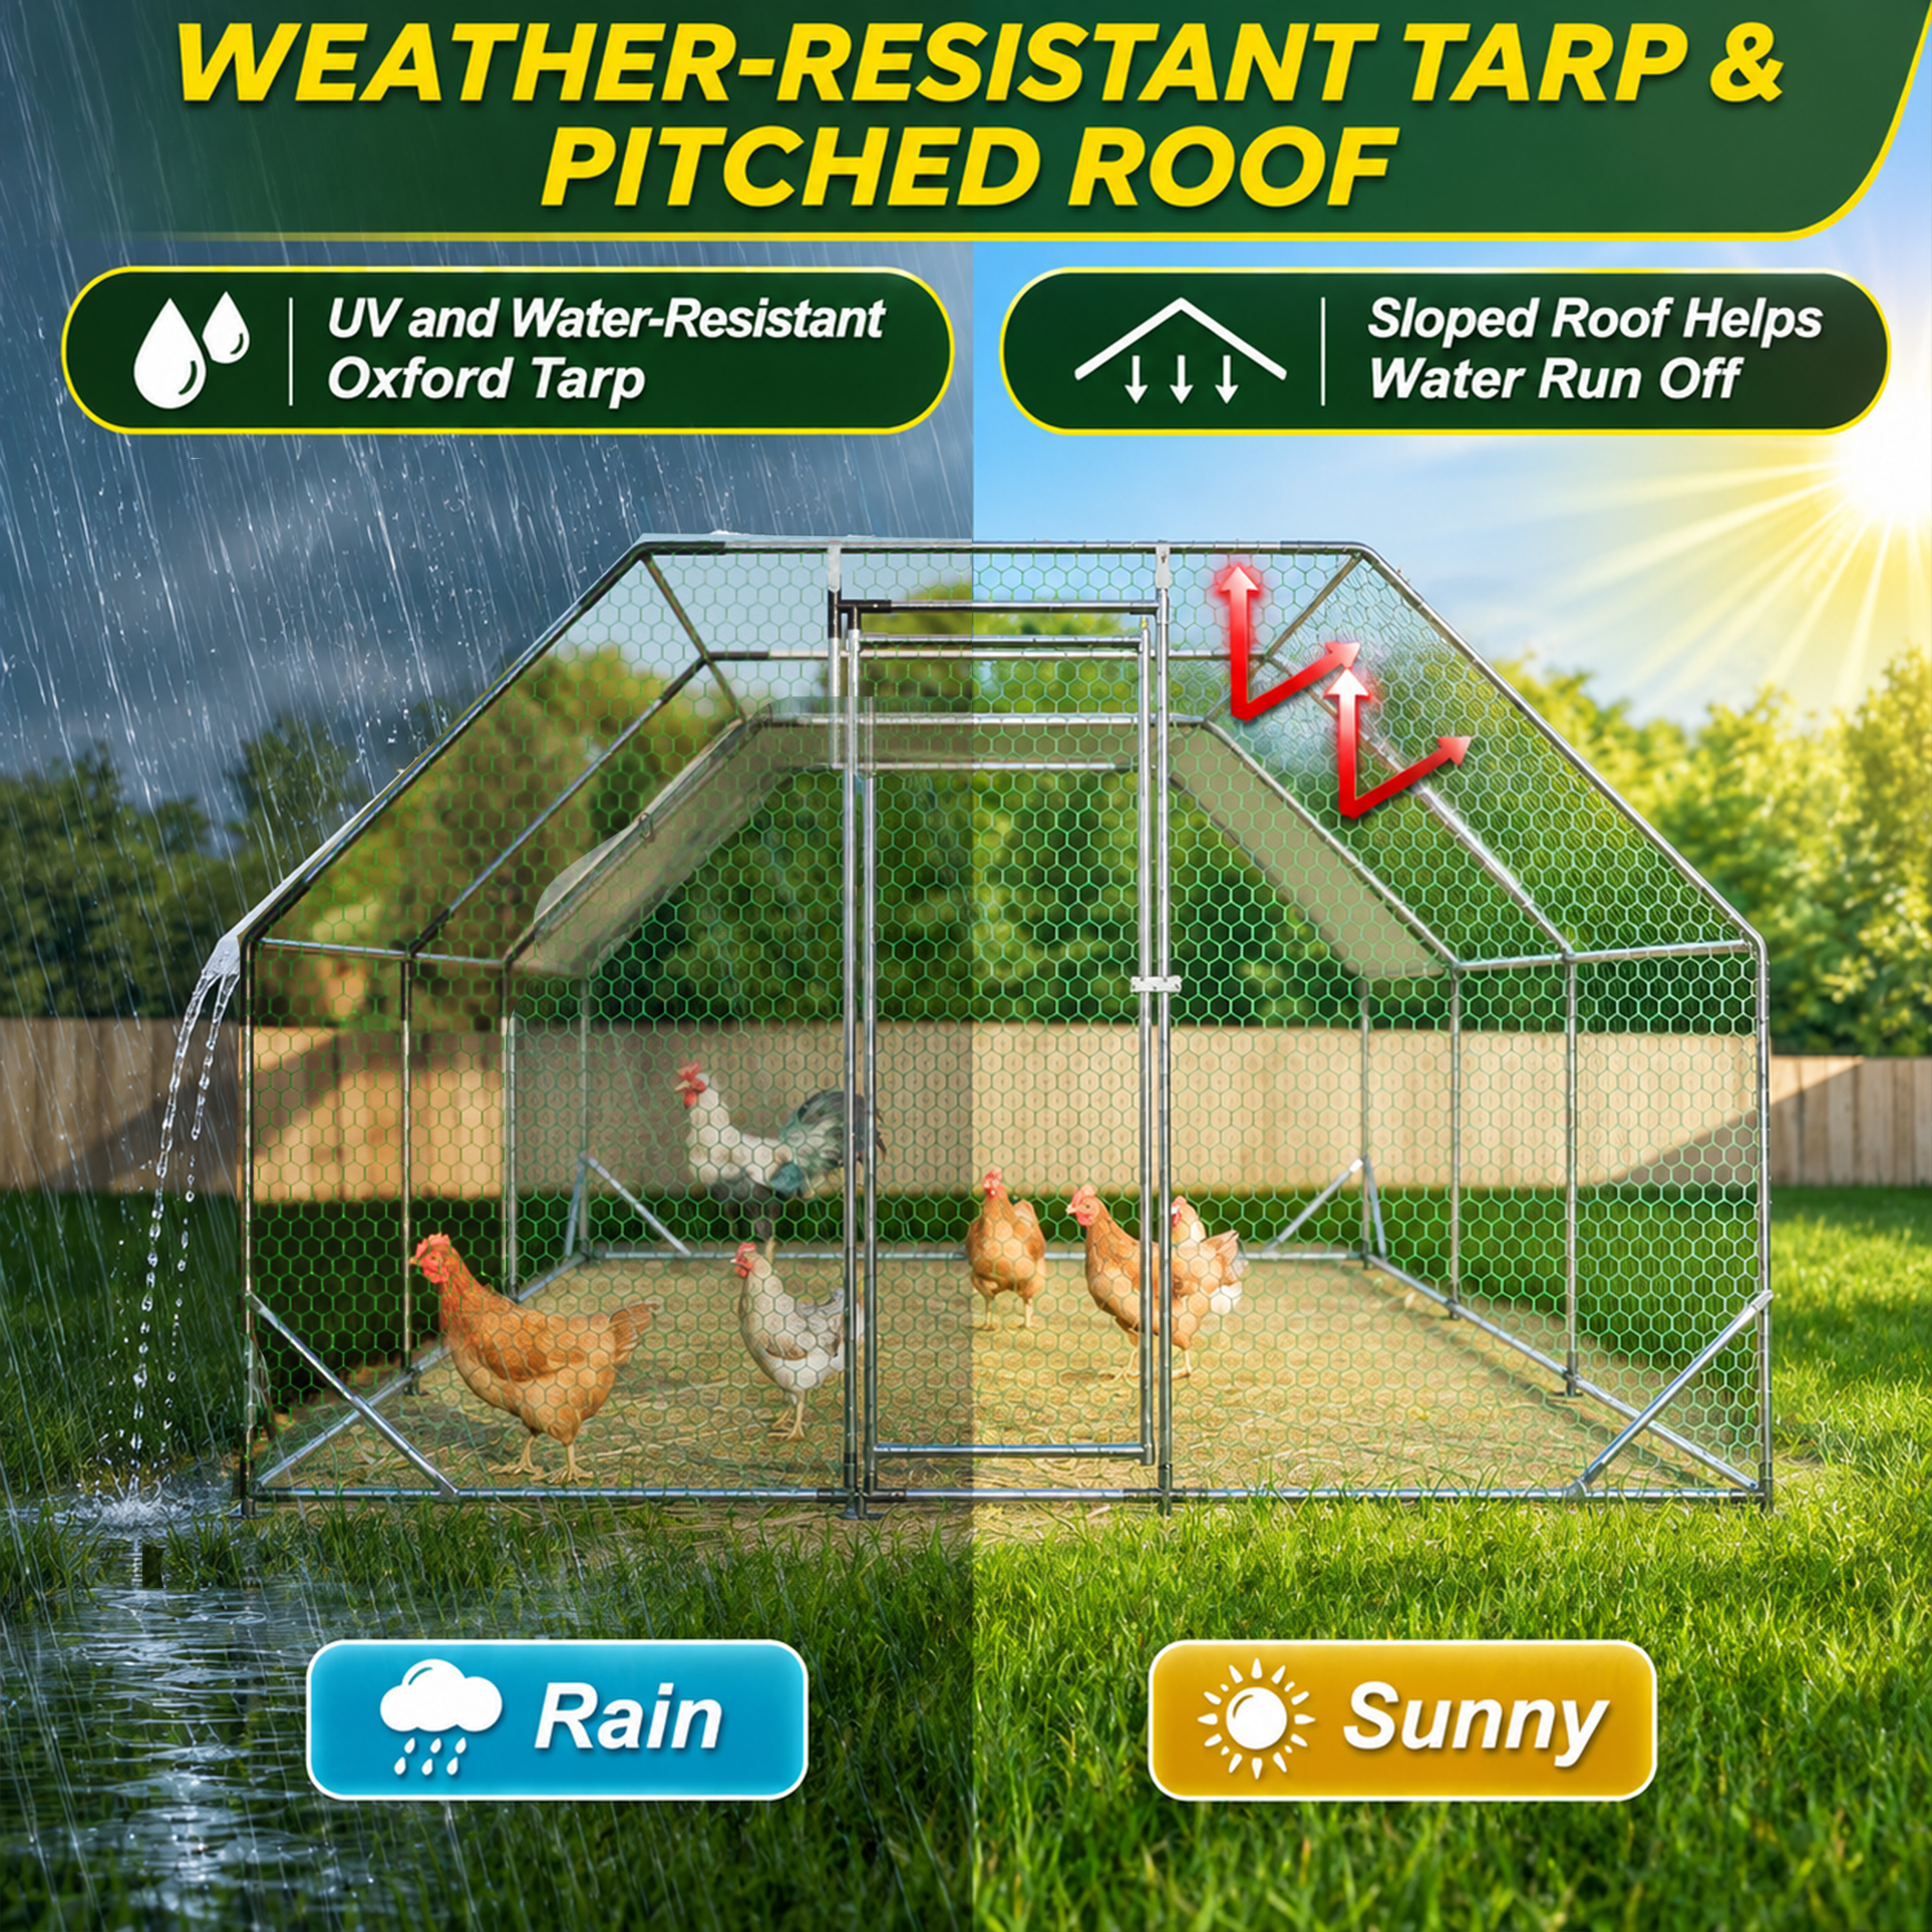 WEATHER-RESISTANT TARP &
PITCHED ROOF
UV and Water-Resistant
Oxford Tarp
Sloped Roof Helps
Water Run Off
Rain
Sunny